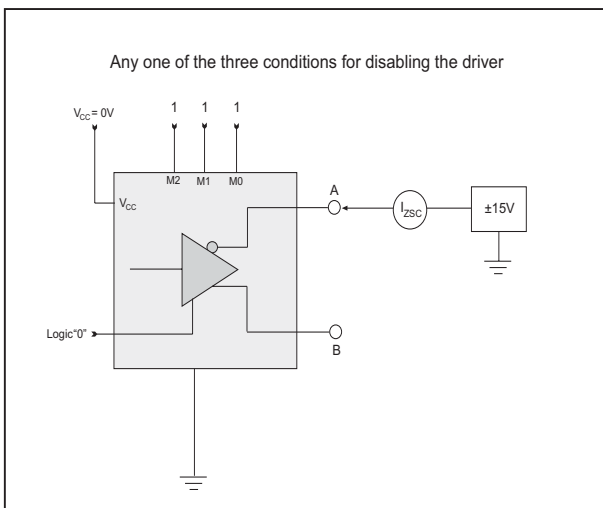 Any one of the three conditions for disabling the driver
VCC = 0V
1 1 1
M2 M1 M0
VCC
A
IZSC
±15V
Logic“0”
B